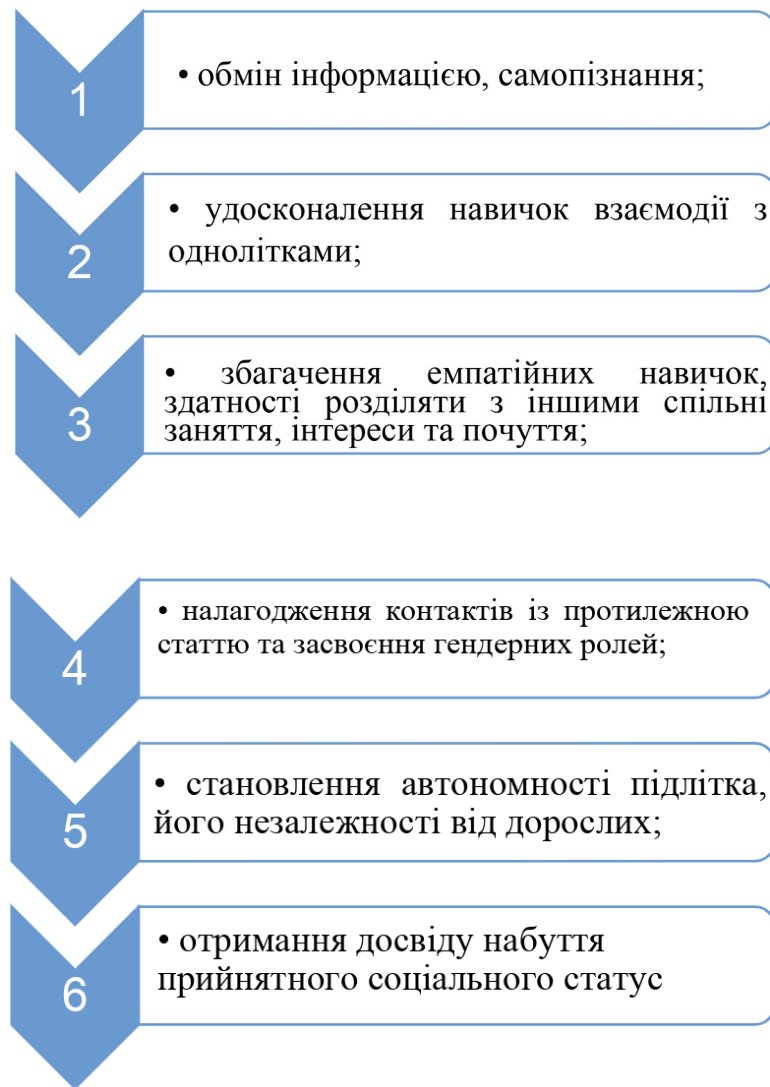 1
• обмін інформацією, самопізнання;
2
• удосконалення навичок взаємодії з
однолітками;
3
• збагачення емпатійних навичок,
здатності розділяти з іншими спільні
заняття, інтереси та почуття;
4
• налагодження контактів із протилежною
статтю та засвоєння гендерних ролей;
5
• становлення автономності підлітка,
його незалежності від дорослих;
6
• отримання досвіду набуття
прийнятного соціального статус